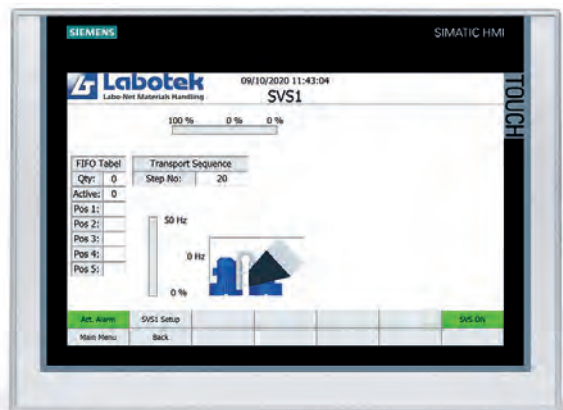 SIEMENS
SIMATIC HMI
TOUCH
Labotek
Labo-Net Materials Handling
09/10/2020 11:43:04
SVS1
100 % 0 % 0 %
FIFO Tabel
Qty: 0
Active: 0
Pos 1:
Pos 2:
Pos 3:
Pos 4:
Pos 5:
Transport Sequence
Step No: 20
50 Hz
0 Hz
0 %
Act. Alarm SVS1 Setup SVS ON
Main Menu Back